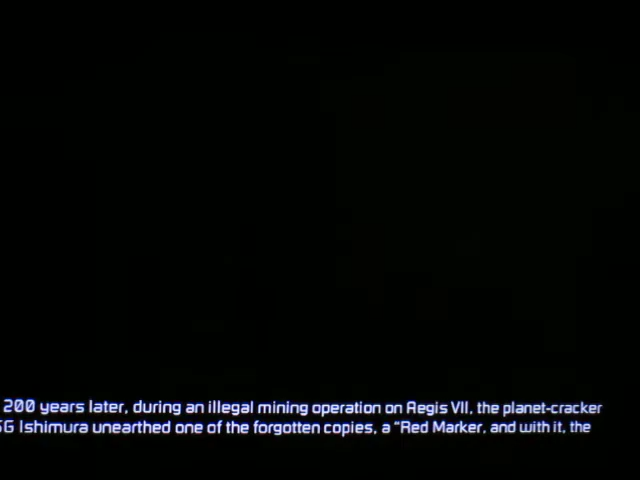 200 years later, during an illegal mining operation on Aegis VII, the planet-cracker
G Ishimura unearthed one of the forgotten copies, a "Red Marker, and with it, the